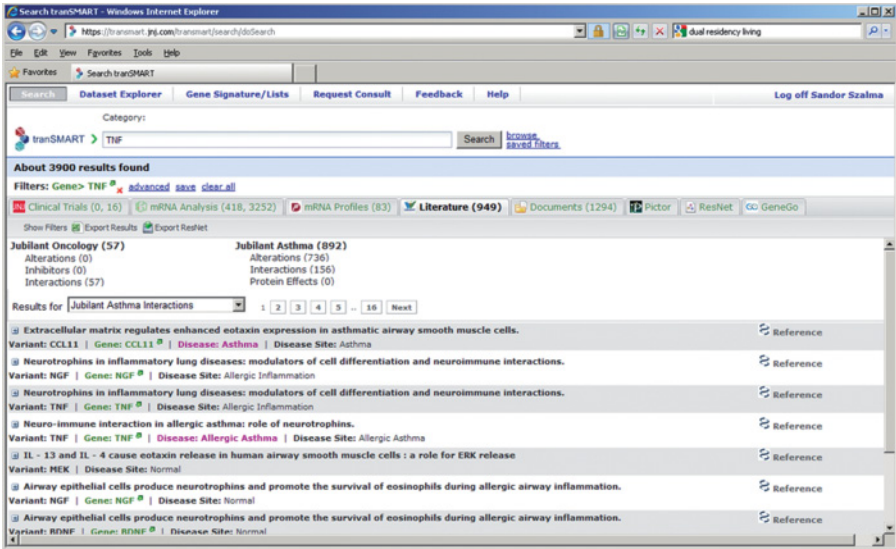 Search tranSMART - Windows Internet Explorer
https://transmart.jnj.com/transmart/search/doSearch
dual residency living
File Edit View Favorites Tools Help
Favorites Search tranSMART
Search Dataset Explorer Gene Signature/Lists Request Consult Feedback Help Log off Sandor Szalma
Category:
tranSMART TNF Search browse saved filters
About 3900 results found
Filters: Gene> TNF advanced save clear all
Clinical Trials (0, 16) mRNA Analysis (418, 3252) mRNA Profiles (83) Literature (949) Documents (1294) Pictor ResNet GeneGo
Show Filters Export Results Export ResNet
Jubilant Oncology (57) Jubilant Asthma (892)
Alterations (0) Alterations (736)
Inhibitors (0) Interactions (156)
Interactions (57) Protein Effects (0)
Results for Jubilant Asthma Interactions 1 2 3 4 5 .. 16 Next
Extracellular matrix regulates enhanced eotaxin expression in asthmatic airway smooth muscle cells. Reference
Variant: CCL11 | Gene: CCL11 | Disease: Asthma | Disease Site: Asthma
Neurotrophins in inflammatory lung diseases: modulators of cell differentiation and neuroimmune interactions. Reference
Variant: NGF | Gene: NGF | Disease Site: Allergic Inflammation
Neurotrophins in inflammatory lung diseases: modulators of cell differentiation and neuroimmune interactions. Reference
Variant: TNF | Gene: TNF | Disease Site: Allergic Inflammation
Neuro-immune interaction in allergic asthma: role of neurotrophins. Reference
Variant: TNF | Gene: TNF | Disease: Allergic Asthma | Disease Site: Allergic Asthma
IL - 13 and IL - 4 cause eotaxin release in human airway smooth muscle cells : a role for ERK release Reference
Variant: MEK | Disease Site: Normal
Airway epithelial cells produce neurotrophins and promote the survival of eosinophils during allergic airway inflammation. Reference
Variant: NGF | Gene: NGF | Disease Site: Normal
Airway epithelial cells produce neurotrophins and promote the survival of eosinophils during allergic airway inflammation. Reference
Variant: BDNF | Gene: BDNF | Disease Site: Normal